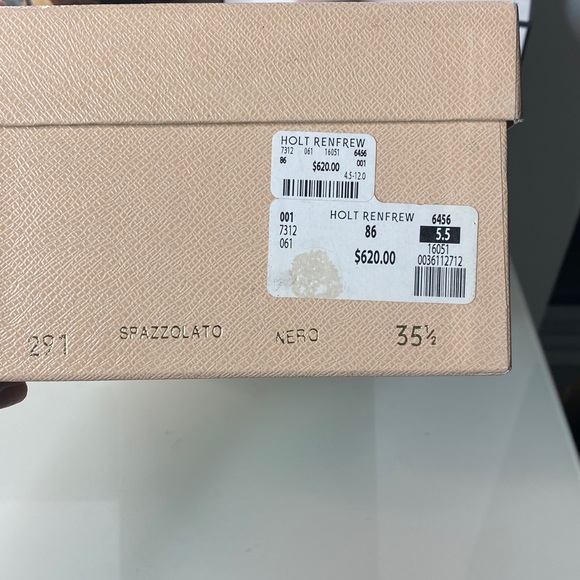 HOLT RENFREW
7312 061 16051 6456
86 $620.00 001
4.5-12.0
001 HOLT RENFREW 6456
7312 86 5.5
061 $620.00 16051
0036112712
291 SPAZZOLATO NERO 35½